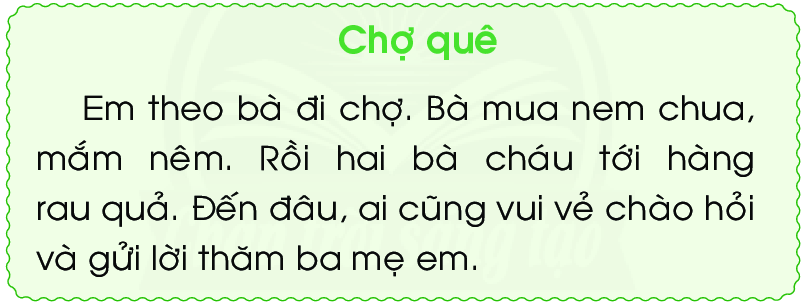 Chợ quê
Em theo bà đi chợ. Bà mua nem chua,
mắm nêm. Rồi hai bà cháu tới hàng
rau quả. Đến đâu, ai cũng vui vẻ chào hỏi
và gửi lời thăm ba mẹ em.